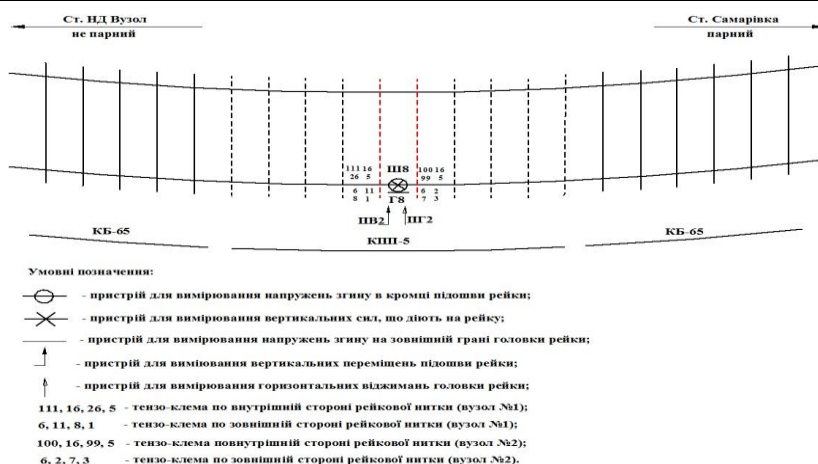 Ст. НД Вузол
не парний
Ст. Самарівка
парний
111 16 Ш8 100 16
26 5 99 5
6 11 6 2
8 1 Г8 7 3
ПВ2 ПГ2
КБ-65
КПП-5
КБ-65
Умовні позначення:
- пристрій для вимірювання напружень згину в кромці підошви рейки;
- пристрій для вимірювання вертикальних сил, що діють на рейку;
- пристрій для вимірювання напружень згину на зовнішній грані головки рейки;
- пристрій для виміювання вертикальних переміщень підошви рейки;
- пристрій для вимірювання горизонтальних віджимань головки рейки;
111, 16, 26, 5 - тензо-клема по внутрішній стороні рейкової нитки (вузол №1);
6, 11, 8, 1 - тензо-клема по зовнішній стороні рейкової нитки (вузол №1);
100, 16, 99, 5 - тензо-клема повнутрішній стороні рейкової нитки (вузол №2);
6, 2, 7, 3 - тензо-клема по зовнішній стороні рейкової нитки (вузол №2).